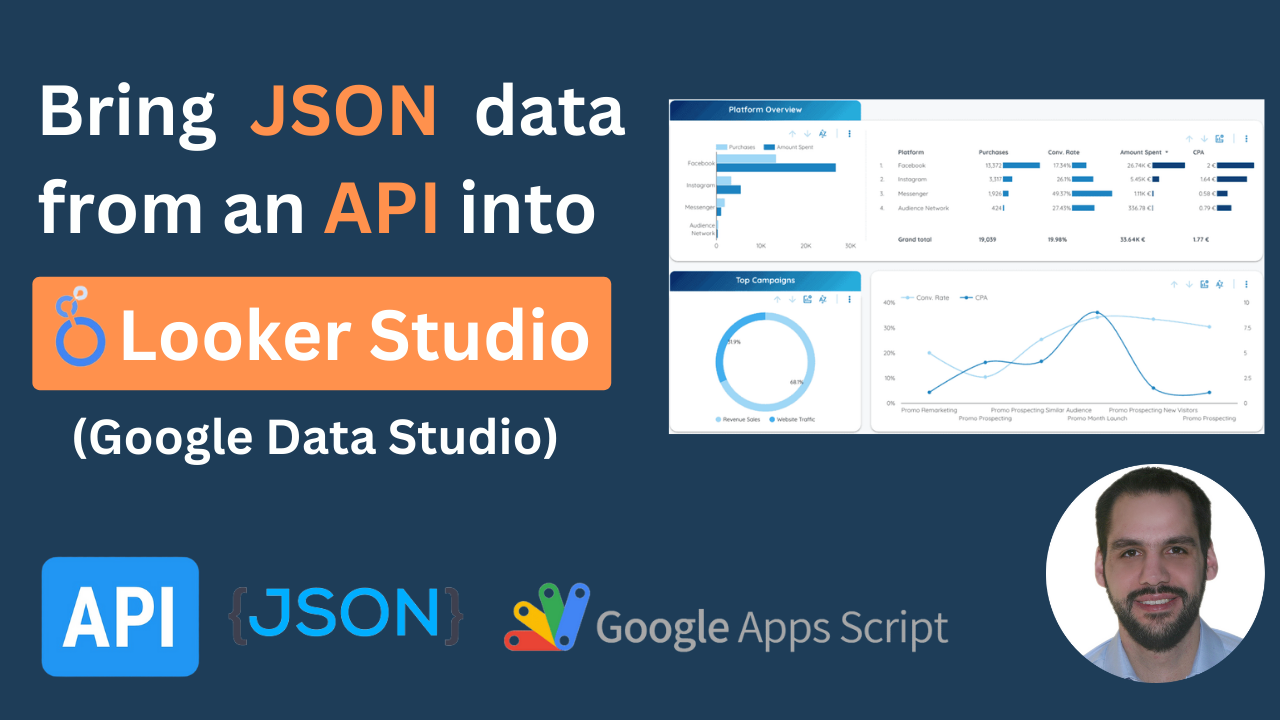 Bring JSON data
from an API into
Looker Studio
(Google Data Studio)
API
{JSON}
Google Apps Script
Platform Overview
Purchases Amount Spent
Facebook
Instagram
Messenger
Audience
Network
0 10K 20K 30K
Platform Purchases Conv. Rate Amount Spent CPA
1. Facebook 13,372 17.34% 26.74K € 2 €
2. Instagram 3,317 26.1% 5.45K € 1.64 €
3. Messenger 1,926 49.37% 1.11K € 0.58 €
4. Audience Network 424 27.43% 336.78 € 0.79 €
Grand total 19,039 19.98% 33.64K € 1.77 €
Top Campaigns
31.9%
68.1%
Revenue Sales Website Traffic
Conv. Rate CPA
40% 10
30% 7.5
20% 5
10% 2.5
0% 0
Promo Remarketing Promo Prospecting Similar Audience Promo Prospecting New Visitors
Promo Prospecting Promo Month Launch Promo Prospecting